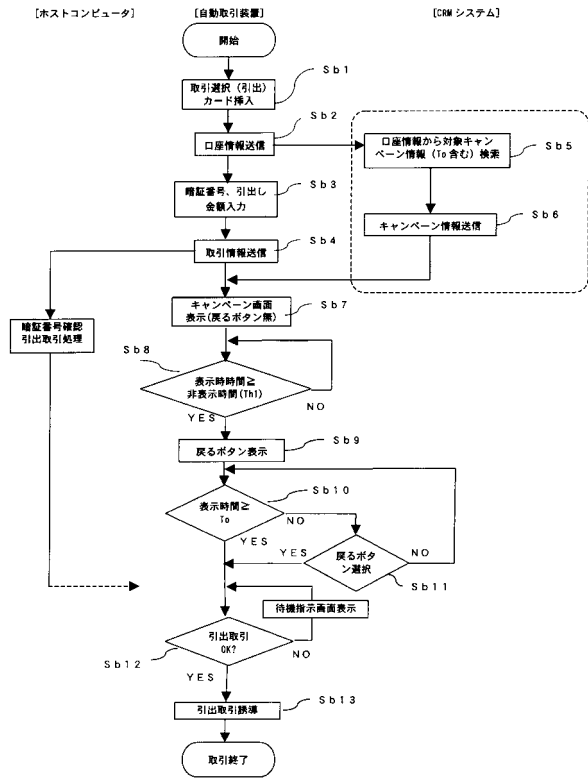 [ホストコンピュータ]
[自動取引装置]
[CRMシステム]
開始
Sb1
取引選択（引出）
カード挿入
Sb2
口座情報送信
口座情報から対象キャン
ペーン情報（To含む）検索
Sb5
Sb3
暗証番号、引出し
金額入力
Sb6
キャンペーン情報送信
Sb4
取引情報送信
キャンペーン画面
表示(戻るボタン無)
Sb7
暗証番号確認
引出取引処理
Sb8
表示時時間≧
非表示時間(Th1)
NO
YES
戻るボタン表示
Sb9
Sb10
表示時間≧
To
NO
YES
YES
戻るボタ
ン選択
NO
Sb11
待機指示画面表示
引出取引
OK?
Sb12
NO
YES
Sb13
引出取引誘導
取引終了